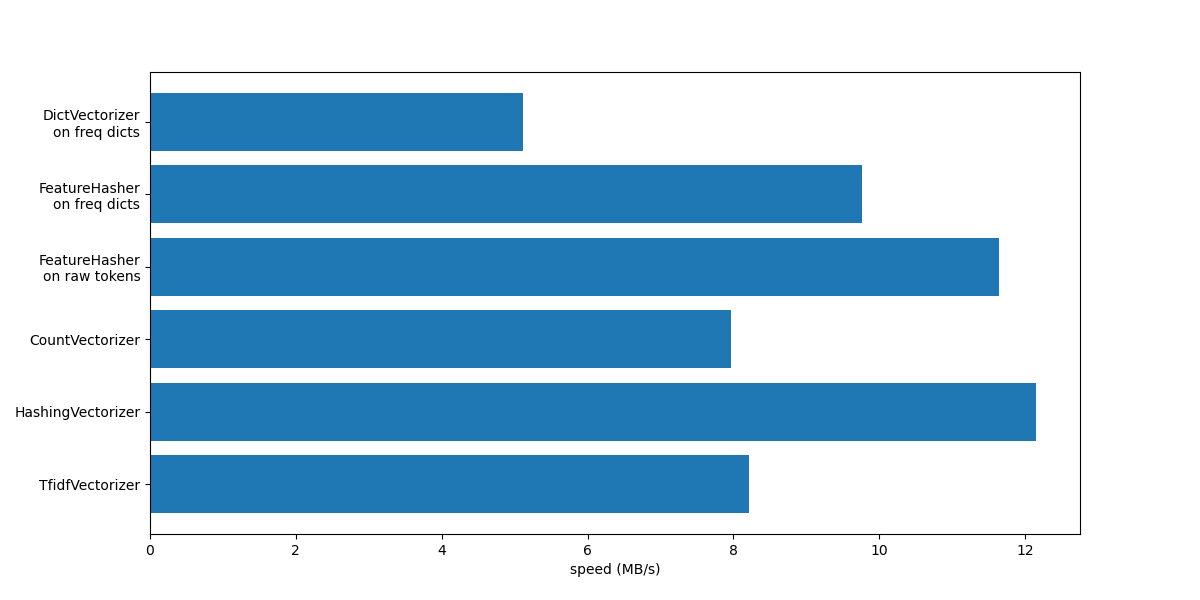 DictVectorizer
on freq dicts
FeatureHasher
on freq dicts
FeatureHasher
on raw tokens
CountVectorizer
HashingVectorizer
TfidfVectorizer
0 2 4 6 8 10 12
speed (MB/s)